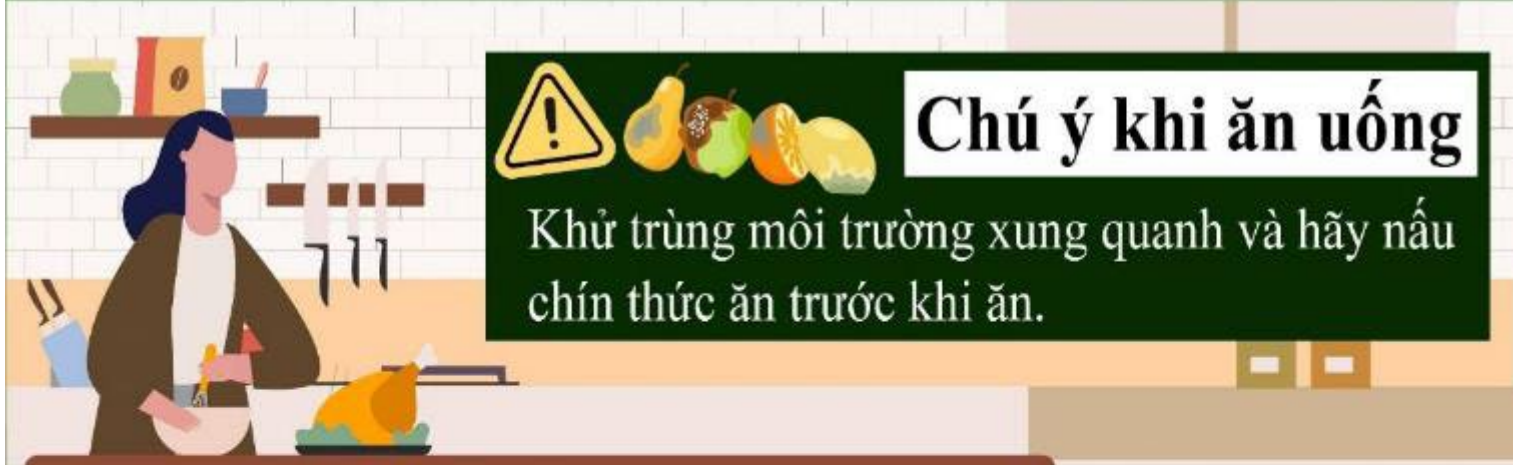 Chú ý khi ăn uống
Khử trùng môi trường xung quanh và hãy nấu
chín thức ăn trước khi ăn.